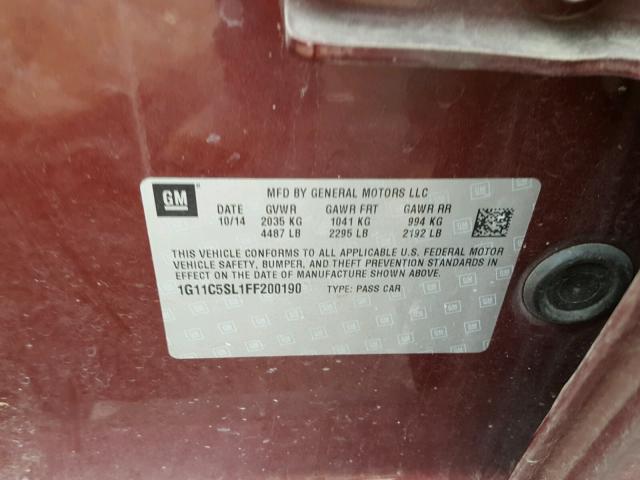 GM
MFD BY GENERAL MOTORS LLC
DATE GVWR GAWR FRT GAWR RR
10/14 2035 KG 1041 KG 994 KG
4487 LB 2295 LB 2192 LB
THIS VEHICLE CONFORMS TO ALL APPLICABLE U.S. FEDERAL MOTOR
VEHICLE SAFETY, BUMPER, AND THEFT PREVENTION STANDARDS
IN EFFECT ON THE DATE OF MANUFACTURE SHOWN ABOVE.
1G11C5SL1FF200190 TYPE: PASS CAR